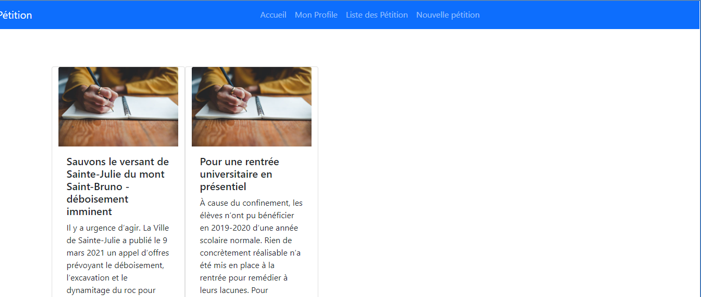 Pétition
Accueil Mon Profile Liste des Pétition Nouvelle pétition
Sauvons le versant de
Sainte-Julie du mont
Saint-Bruno -
déboisement
imminent
Il y a urgence d'agir. La Ville
de Sainte-Julie a publié le 9
mars 2021 un appel d'offres
prévoyant le déboisement,
l'excavation et le
dynamitage du roc pour
Pour une rentrée
universitaire en
présentiel
À cause du confinement, les
élèves n'ont pu bénéficier
en 2019-2020 d'une année
scolaire normale. Rien de
concrètement réalisable n'a
été mis en place à la
rentrée pour remédier à
leurs lacunes. Pour